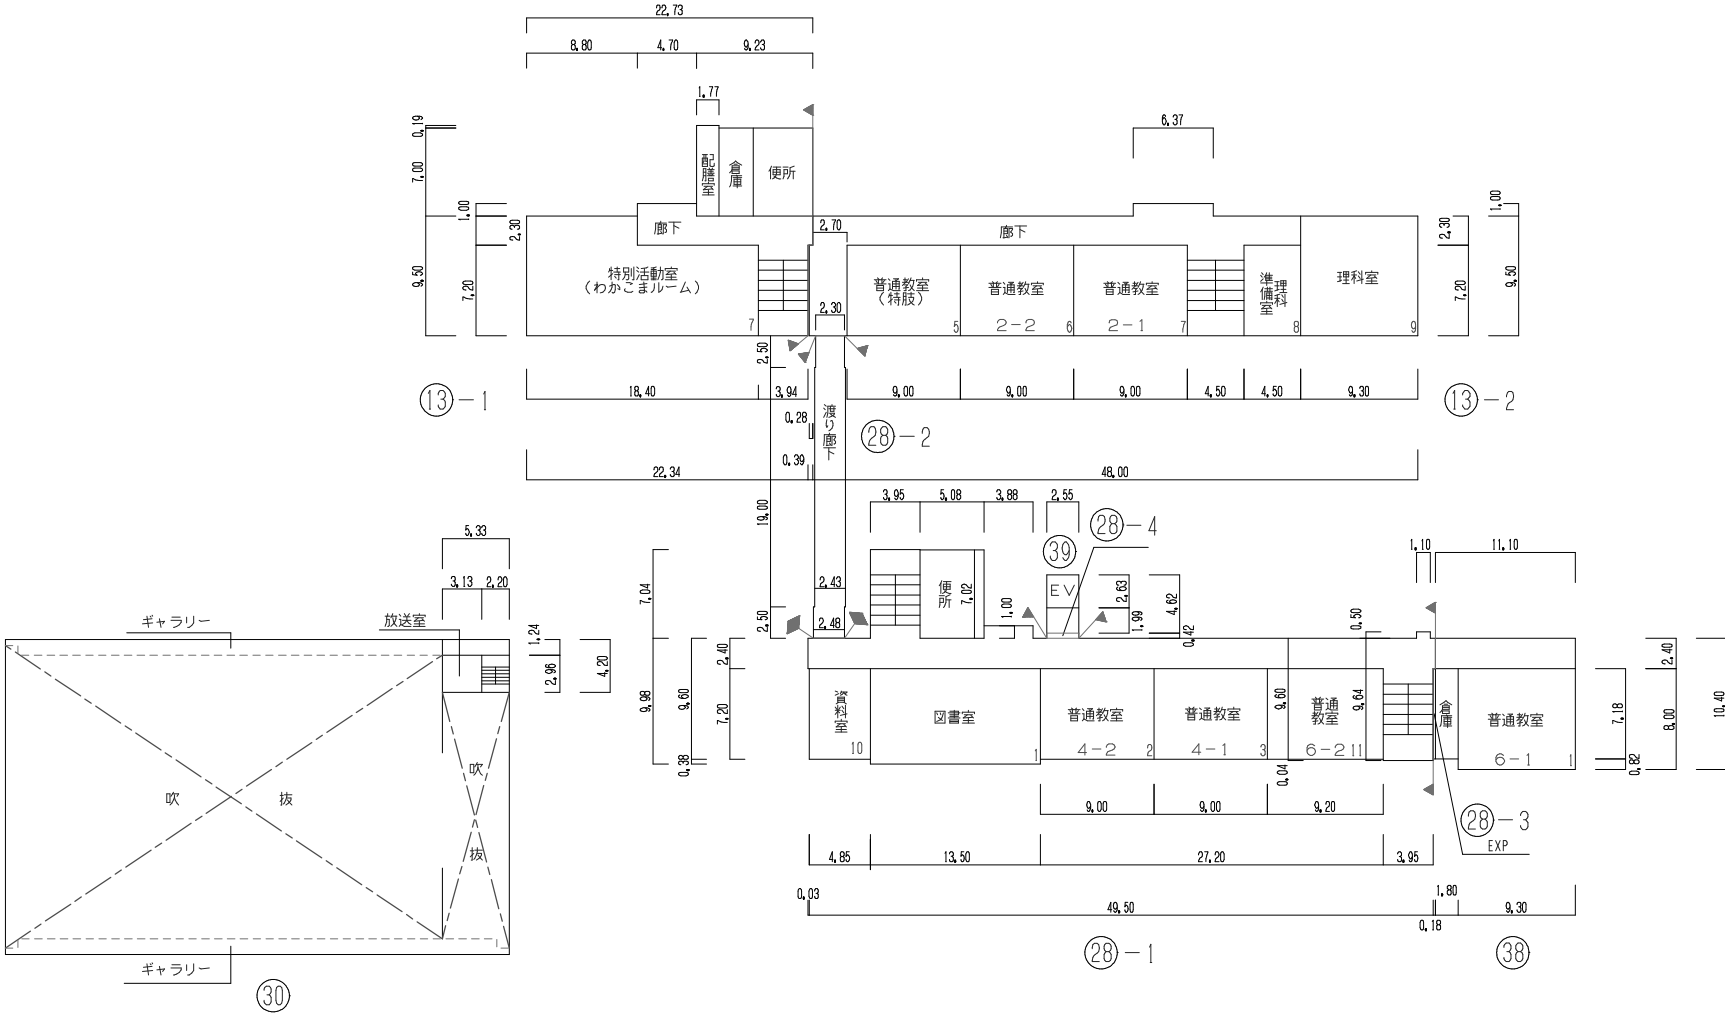 22.73
8.80 4.70 9.23
1.77
6.37
0.19
7.00
1.00
2.30
9.50
7.20
配膳室
倉庫
便所
廊下
2.70
廊下
特別活動室
(わかこまルーム)
7
普通教室
(特肢)
5
普通教室
2-2 6
普通教室
2-1 7
理科
準備室
8
理科室
9
1.00
2.30
7.20
9.50
2.30
2.50
18.40 3.94 9.00 9.00 9.00 4.50 4.50 9.30
13-1
13-2
0.28
渡り廊下
28-2
0.39
22.34 48.00
19.00
3.95 5.08 3.88 2.55
28-4
39
1.10 11.10
5.33
3.13 2.20
放送室
ギャラリー
1.24
2.96
4.20
7.04
2.43
2.50
2.48
便所
7.02
1.00
EV
2.63
1.99
4.62
0.42
0.50
2.40
9.98
9.60
7.20
0.38
資料室
10
図書室
1
普通教室
4-2 2
普通教室
4-1 3
9.60
普通
教室
6-2 11
9.64
0.04
倉庫
普通教室
6-1 1
2.40
7.18
8.00
10.40
0.82
吹 抜
吹
抜
9.00 9.00 9.20
28-3
EXP
4.85 13.50 27.20 3.95
0.03
49.50
1.80
9.30
0.18
28-1
38
ギャラリー
30